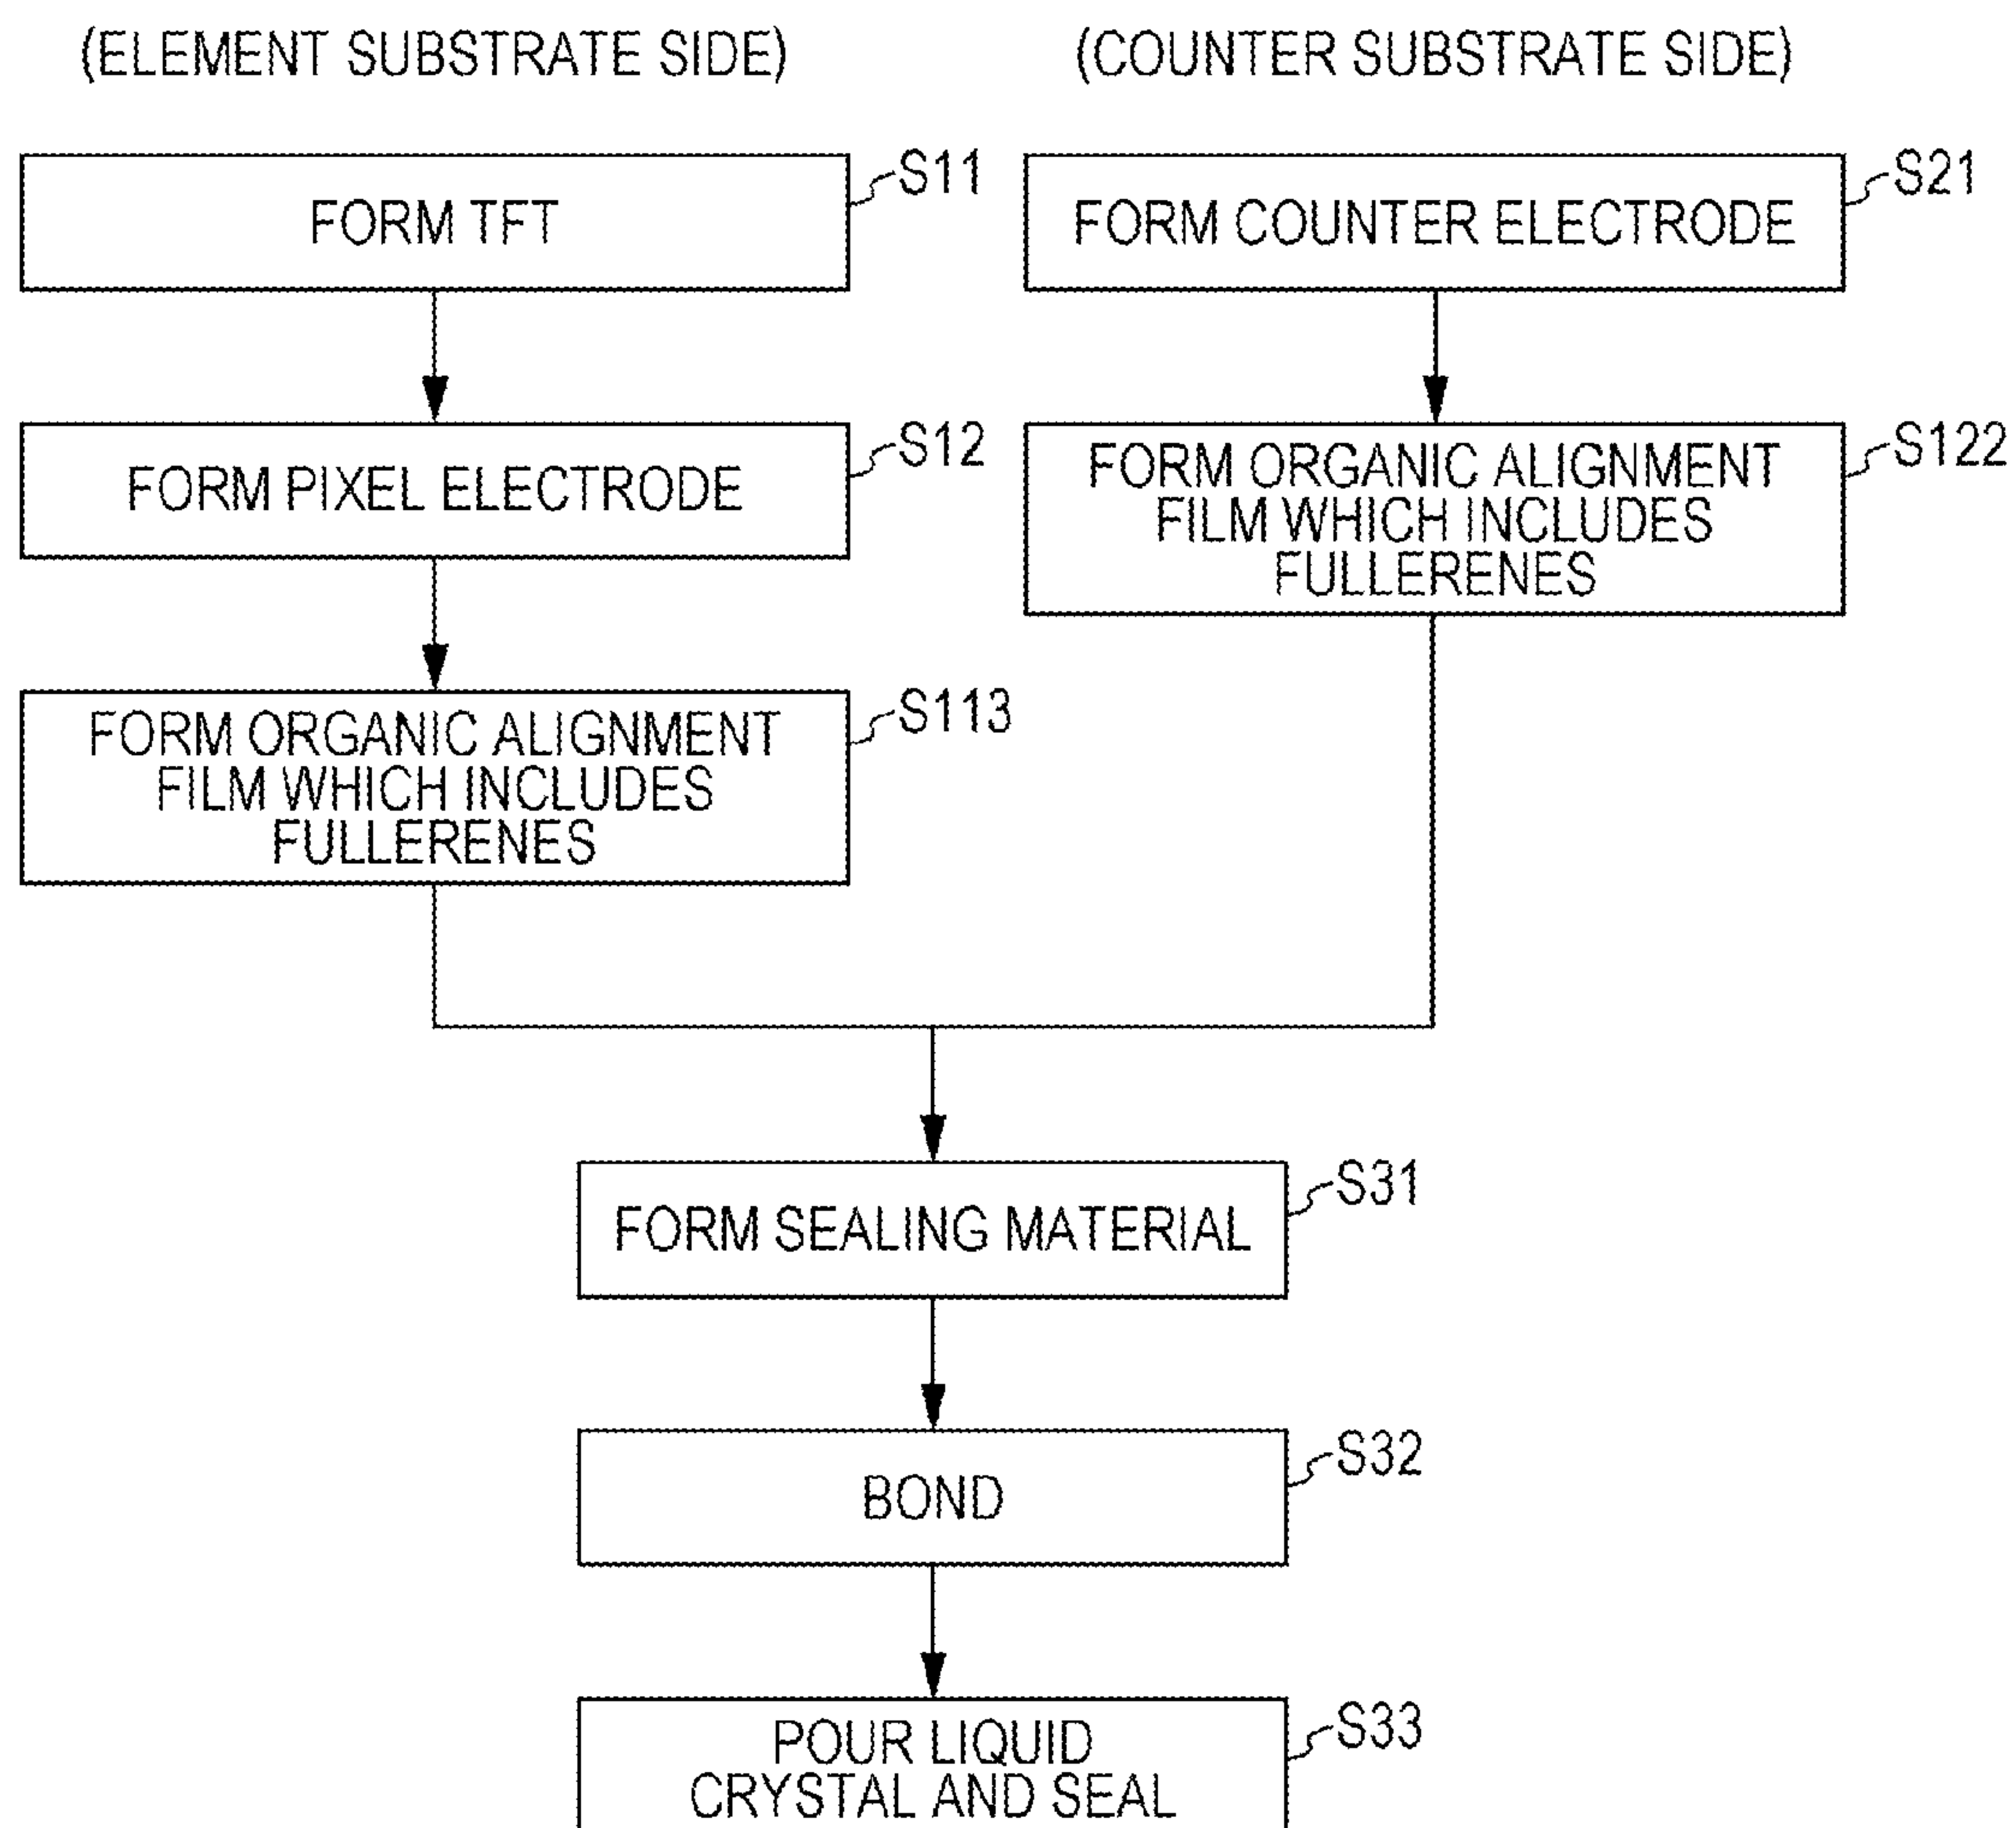 (ELEMENT SUBSTRATE SIDE)
FORM TFT
S11
FORM PIXEL ELECTRODE
S12
FORM ORGANIC ALIGNMENT
FILM WHICH INCLUDES
FULLERENES
S113
(COUNTER SUBSTRATE SIDE)
FORM COUNTER ELECTRODE
S21
FORM ORGANIC ALIGNMENT
FILM WHICH INCLUDES
FULLERENES
S122
FORM SEALING MATERIAL
S31
BOND
S32
POUR LIQUID
CRYSTAL AND SEAL
S33